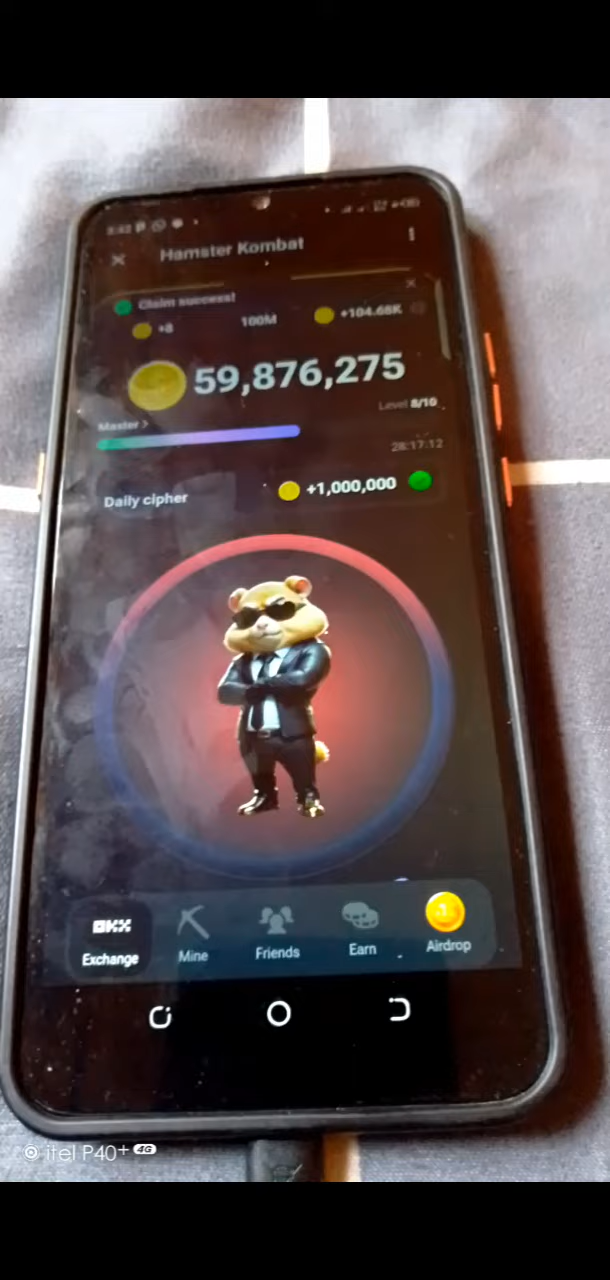 Hamster Kombat
Claim success!
+8 100M +104.68K
59,876,275
Level 8/10
Master >
28:17:12
Daily cipher +1,000,000
OKX
Exchange Mine Friends Earn Airdrop
itel P40+ 4G